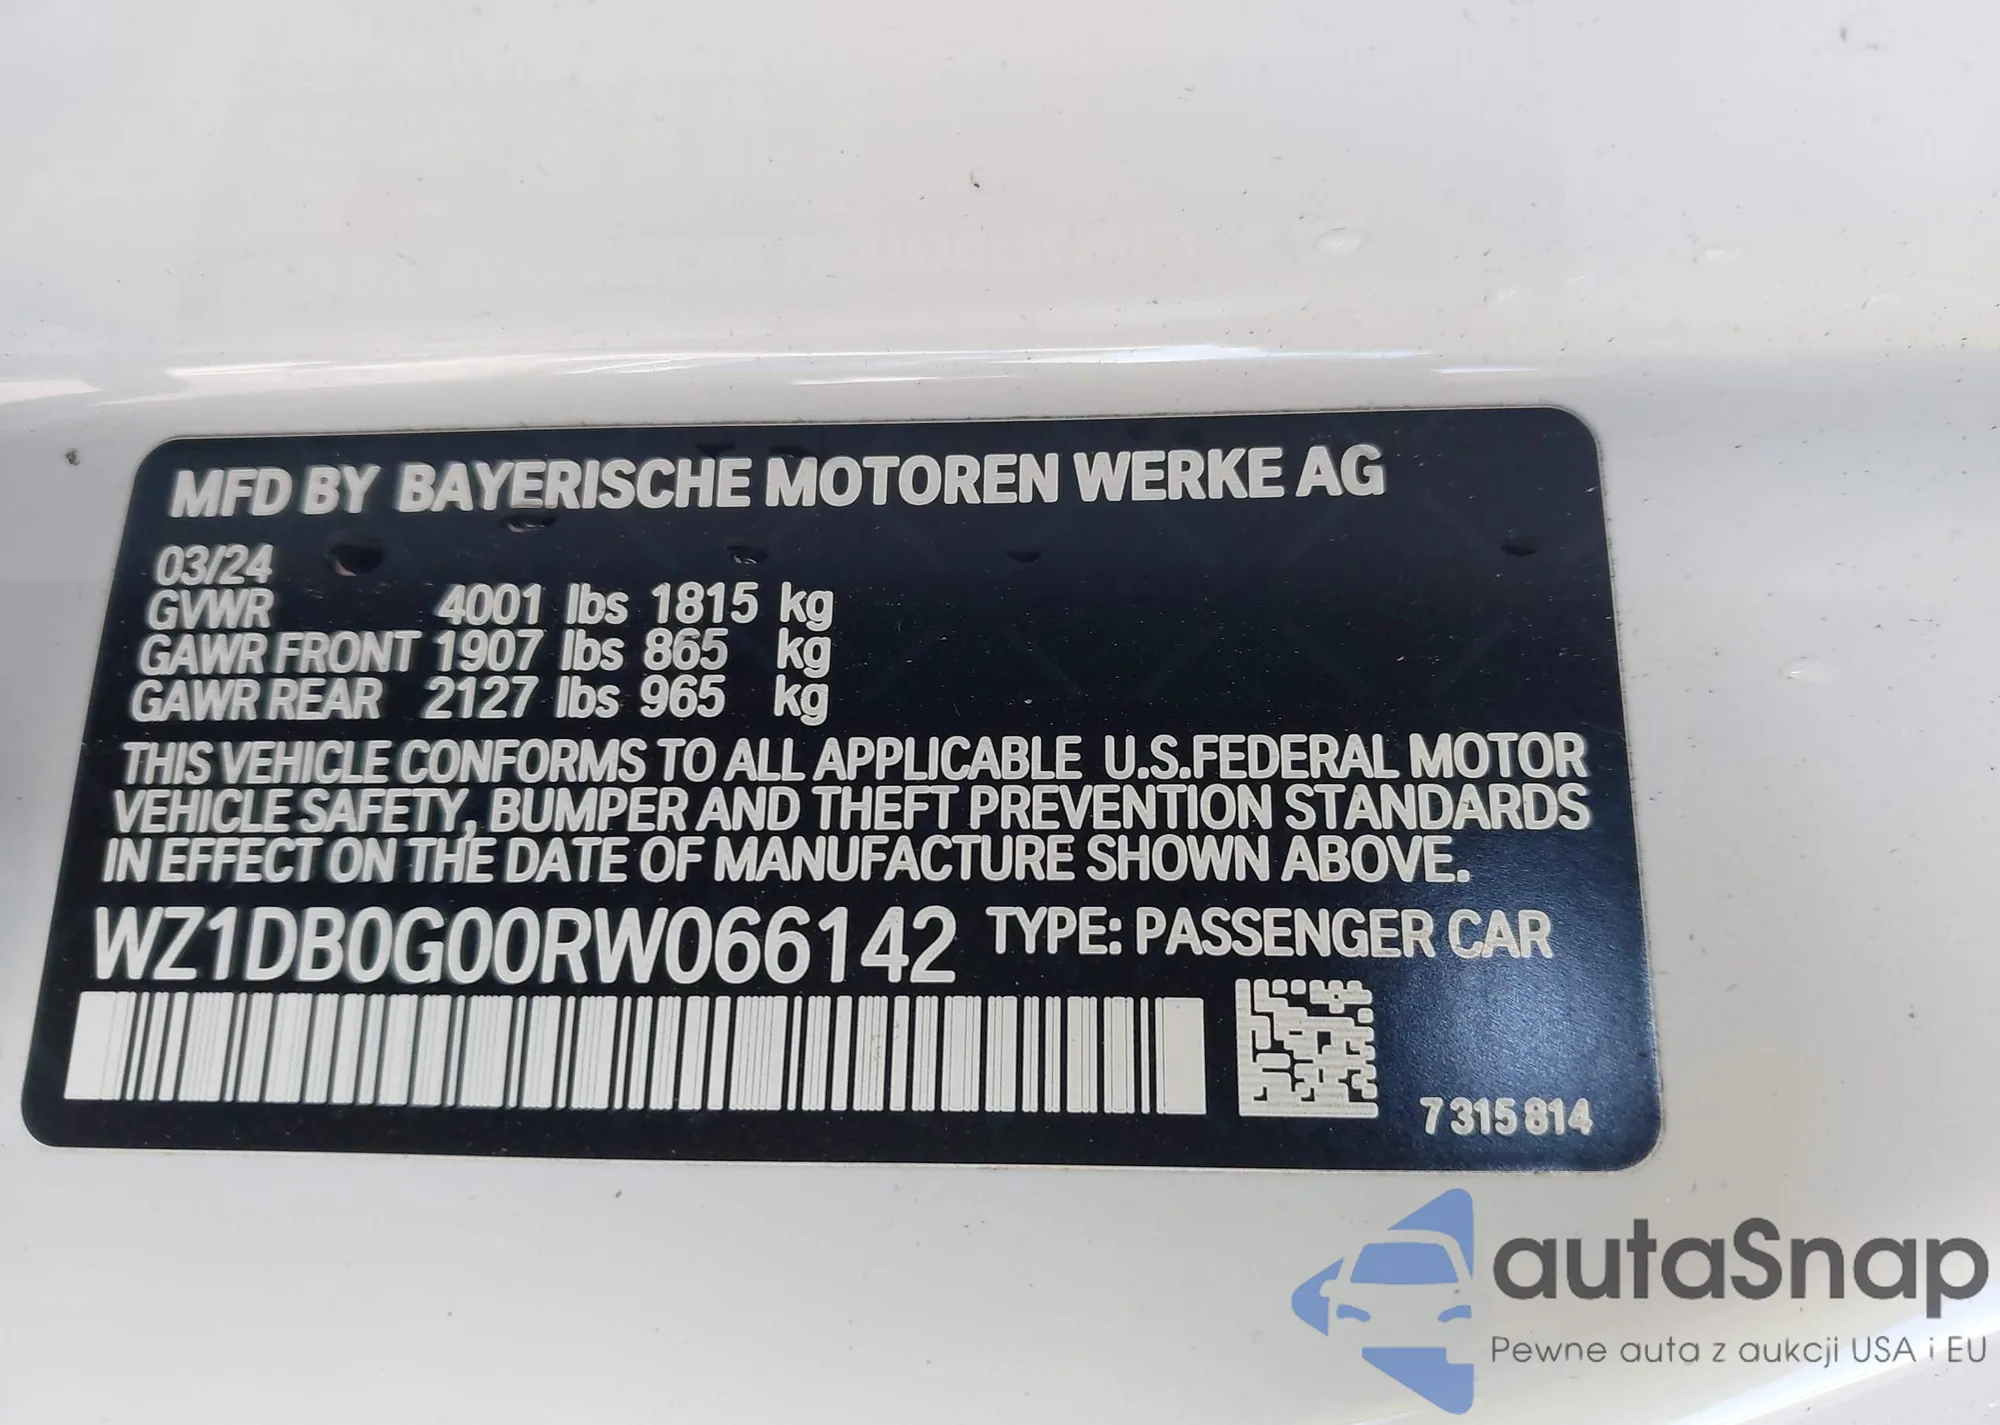 MFD BY BAYERISCHE MOTOREN WERKE AG
03/24
GVWR 4001 lbs 1815 kg
GAWR FRONT 1907 lbs 865 kg
GAWR REAR 2127 lbs 965 kg
THIS VEHICLE CONFORMS TO ALL APPLICABLE U.S.FEDERAL MOTOR
VEHICLE SAFETY, BUMPER AND THEFT PREVENTION STANDARDS
IN EFFECT ON THE DATE OF MANUFACTURE SHOWN ABOVE.
WZ1DB0G00RW066142 TYPE: PASSENGER CAR
7 315 814
autaSnap
Pewne auta z aukcji USA i EU